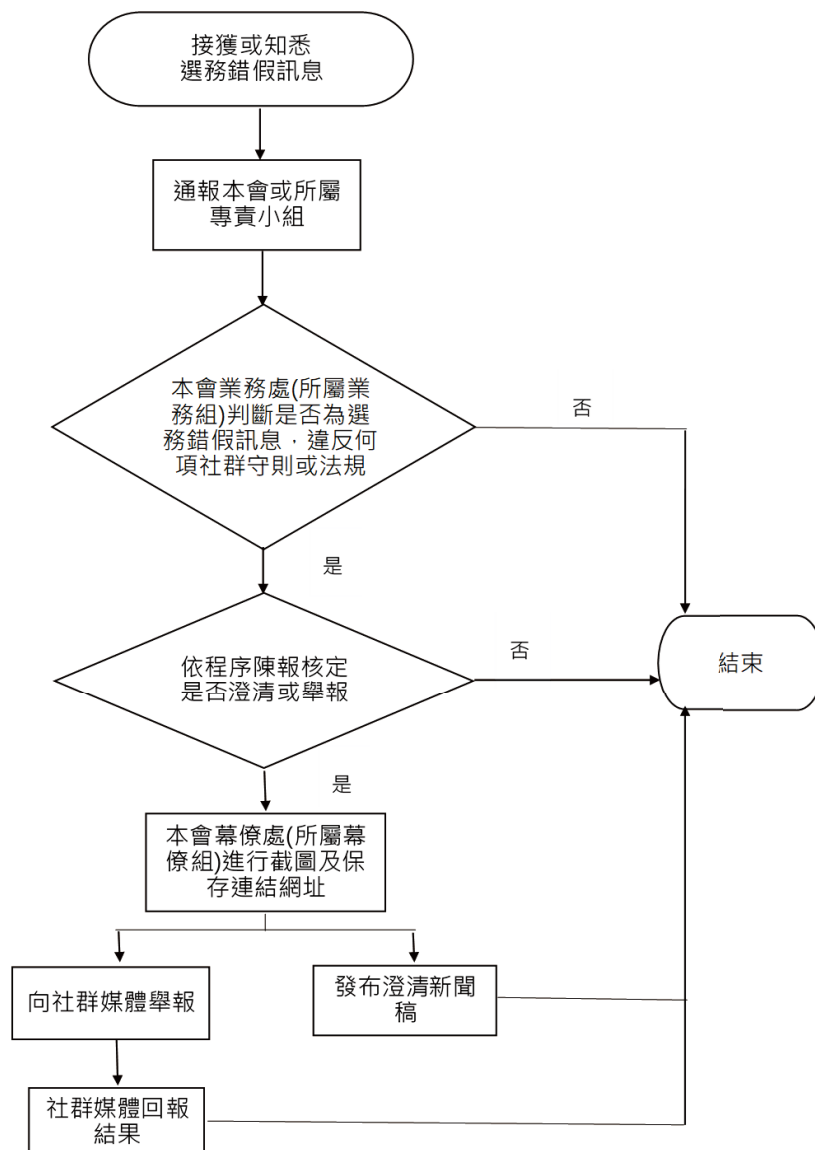 接獲或知悉
選務錯假訊息
通報本會或所屬
專責小組
本會業務處(所屬業
務組)判斷是否為選
務錯假訊息，違反何
項社群守則或法規
否
是
依程序陳報核定
是否澄清或舉報
否
結束
是
本會幕僚處(所屬幕
僚組)進行截圖及保
存連結網址
向社群媒體舉報
發布澄清新聞
稿
社群媒體回報
結果